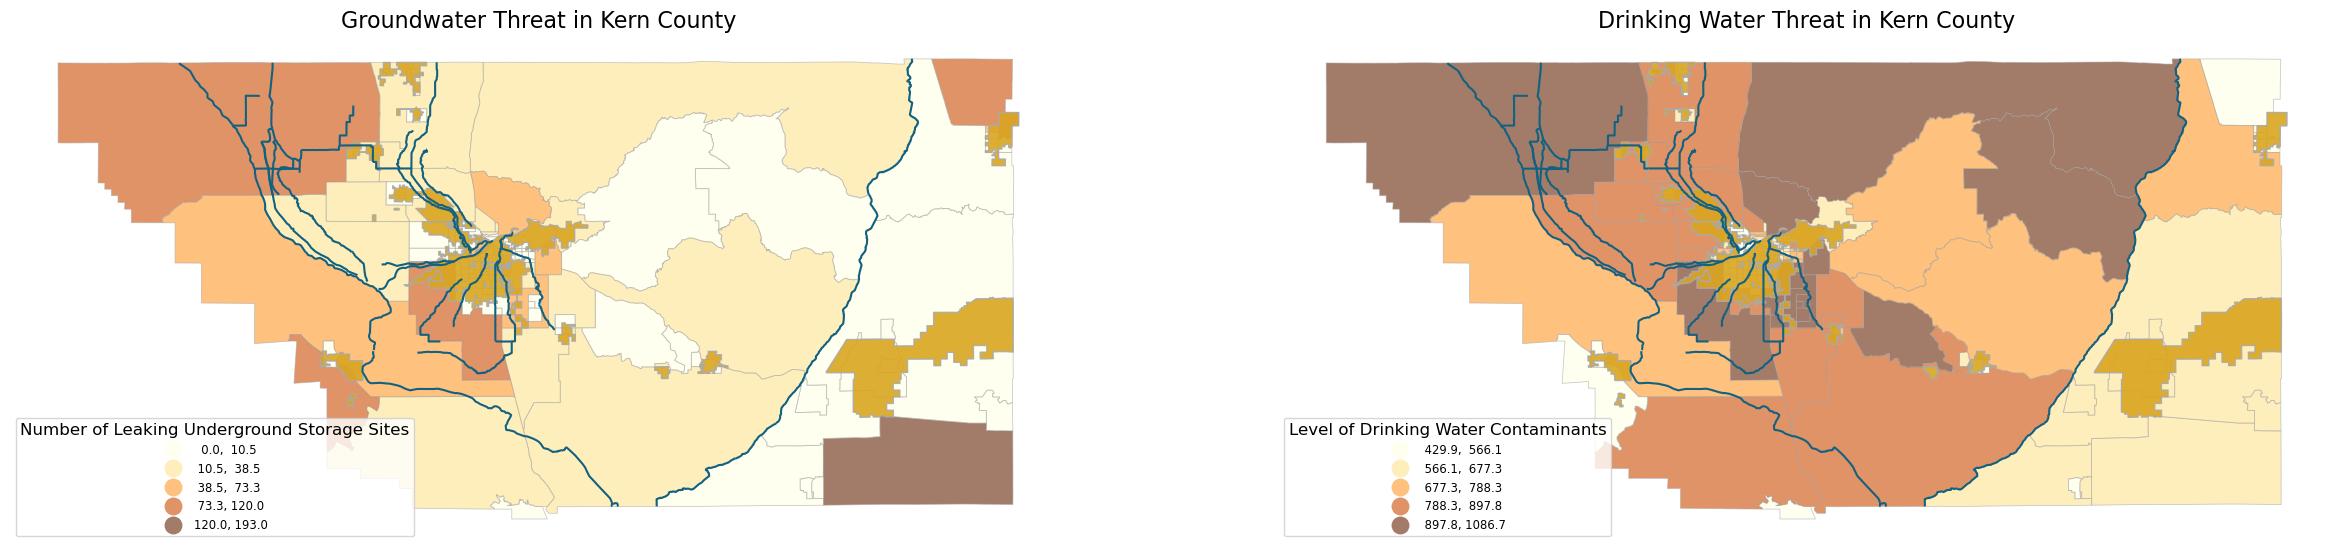 Groundwater Threat in Kern County
Number of Leaking Underground Storage Sites
0.0, 10.5
10.5, 38.5
38.5, 73.3
73.3, 120.0
120.0, 193.0
Drinking Water Threat in Kern County
Level of Drinking Water Contaminants
429.9, 566.1
566.1, 677.3
677.3, 788.3
788.3, 897.8
897.8, 1086.7